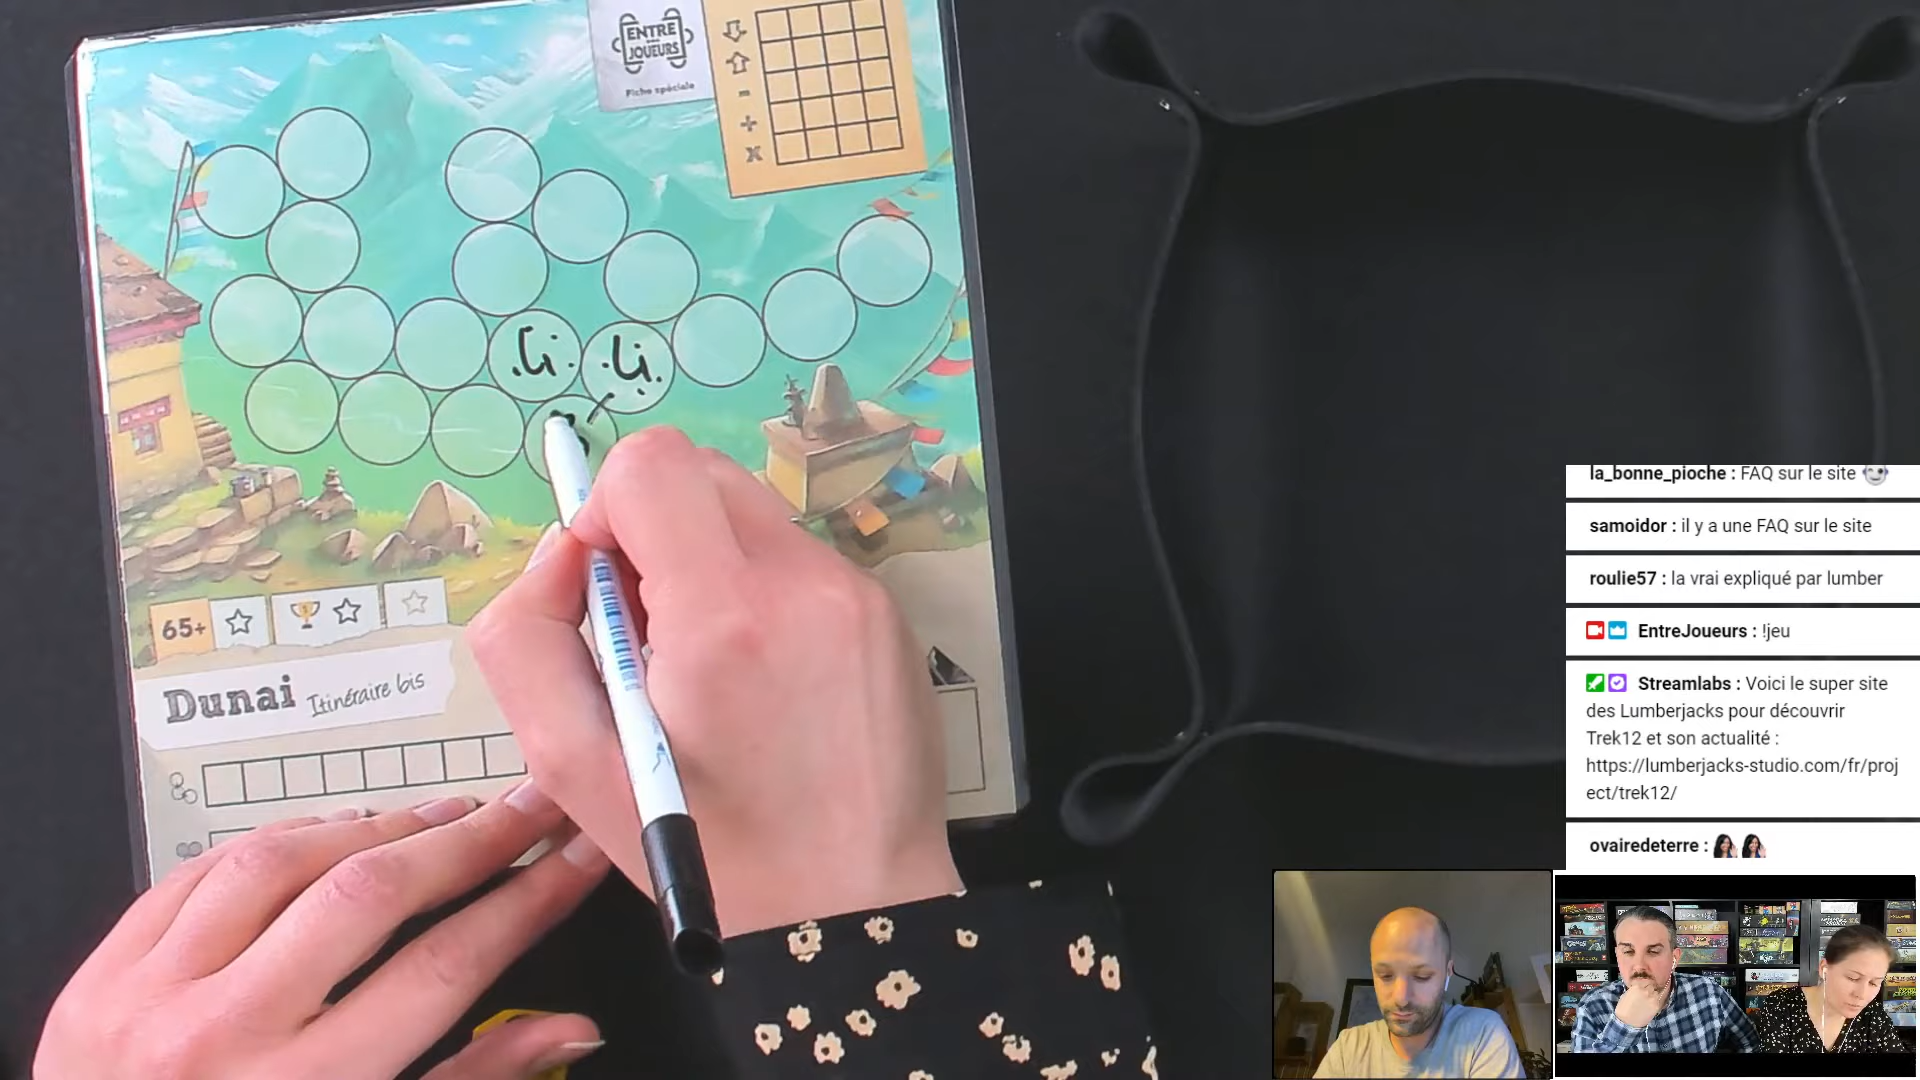 ENTRE
JOUEURS
Fiche spéciale
-
+
x
65+
Dunai Itinéraire bis
la_bonne_pioche : FAQ sur le site
samoidor : il y a une FAQ sur le site
roulie57 : la vrai expliqué par lumber
EntreJoueurs : !jeu
Streamlabs : Voici le super site
des Lumberjacks pour découvrir
Trek12 et son actualité :
https://lumberjacks-studio.com/fr/proj
ect/trek12/
ovairedeterre :